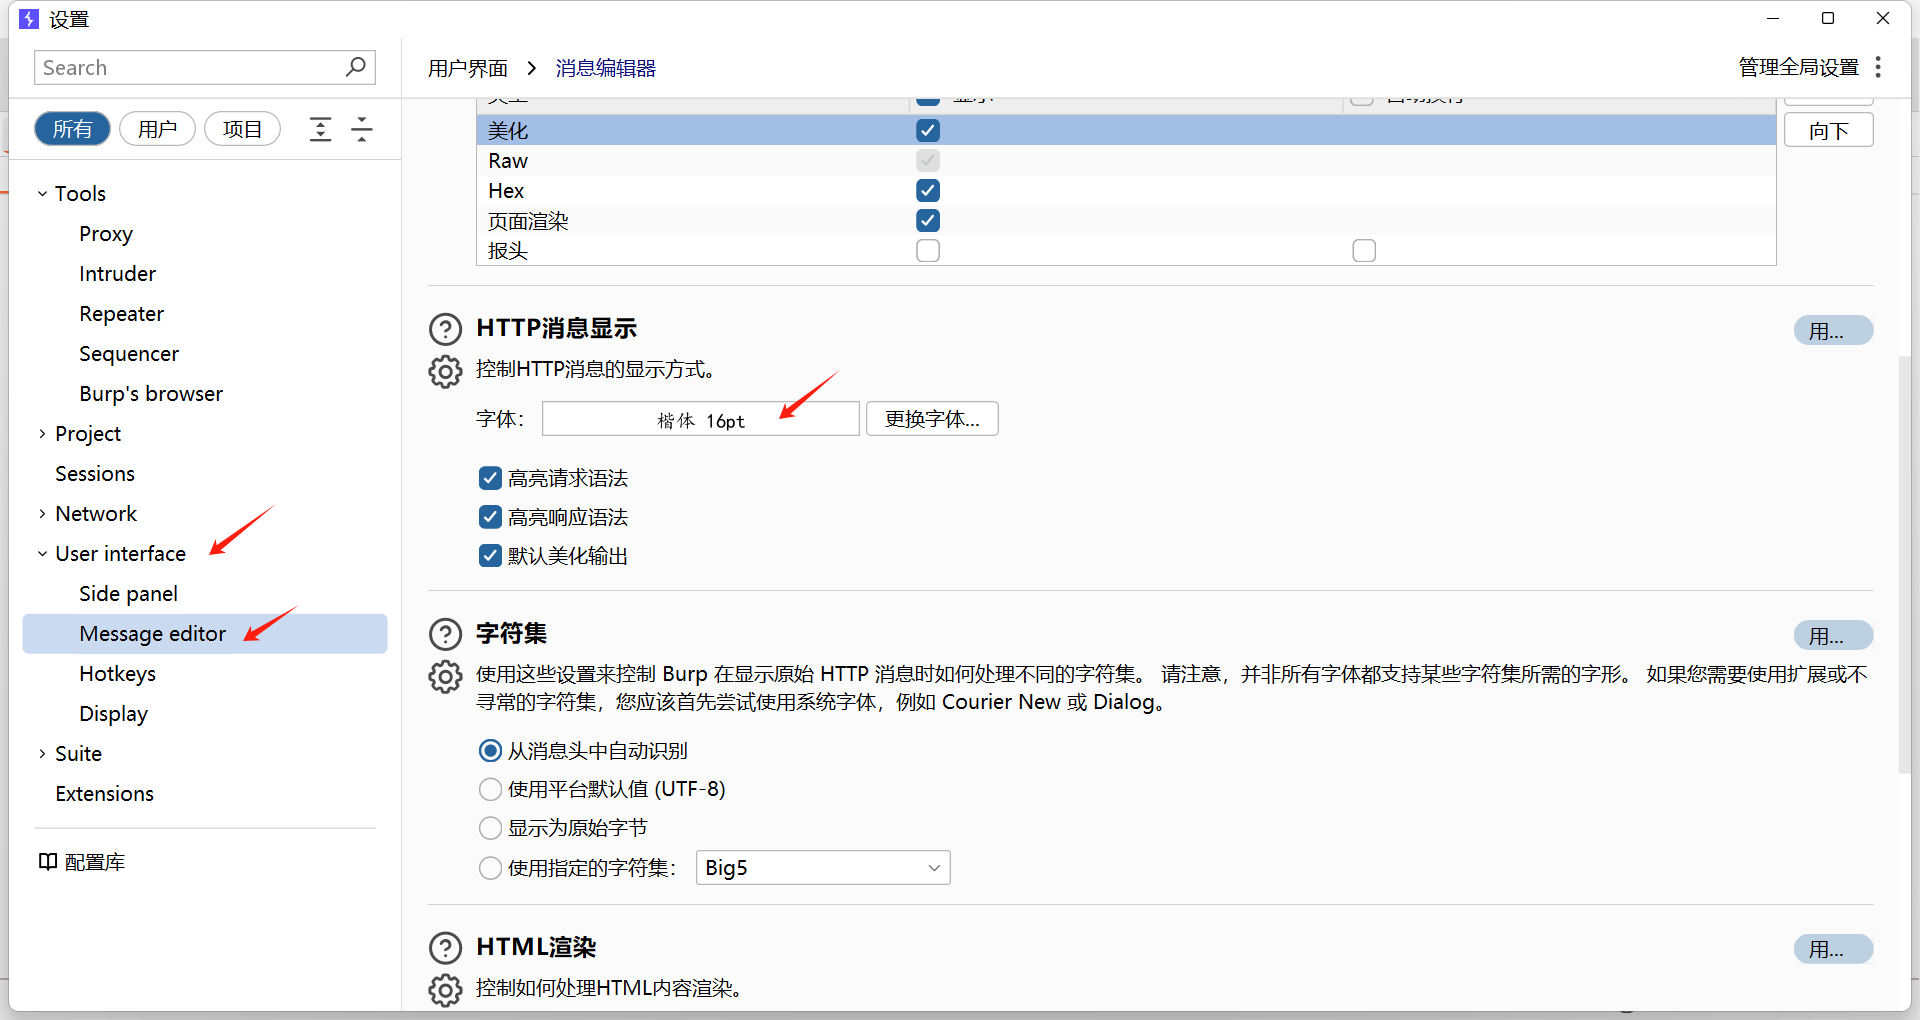 设置
Search
所有 用户 项目
Tools
Proxy
Intruder
Repeater
Sequencer
Burp's browser
Project
Sessions
Network
User interface
Side panel
Message editor
Hotkeys
Display
Suite
Extensions
配置库
用户界面 > 消息编辑器
管理全局设置
美化
向下
Raw
Hex
页面渲染
报头
HTTP消息显示
用...
控制HTTP消息的显示方式。
字体: 楷体 16pt 更换字体...
高亮请求语法
高亮响应语法
默认美化输出
字符集
用...
使用这些设置来控制 Burp 在显示原始 HTTP 消息时如何处理不同的字符集。 请注意，并非所有字体都支持某些字符集所需的字形。 如果您需要使用扩展或不
寻常的字符集，您应该首先尝试使用系统字体，例如 Courier New 或 Dialog。
从消息头中自动识别
使用平台默认值 (UTF-8)
显示为原始字节
使用指定的字符集: Big5
HTML渲染
用...
控制如何处理HTML内容渲染。